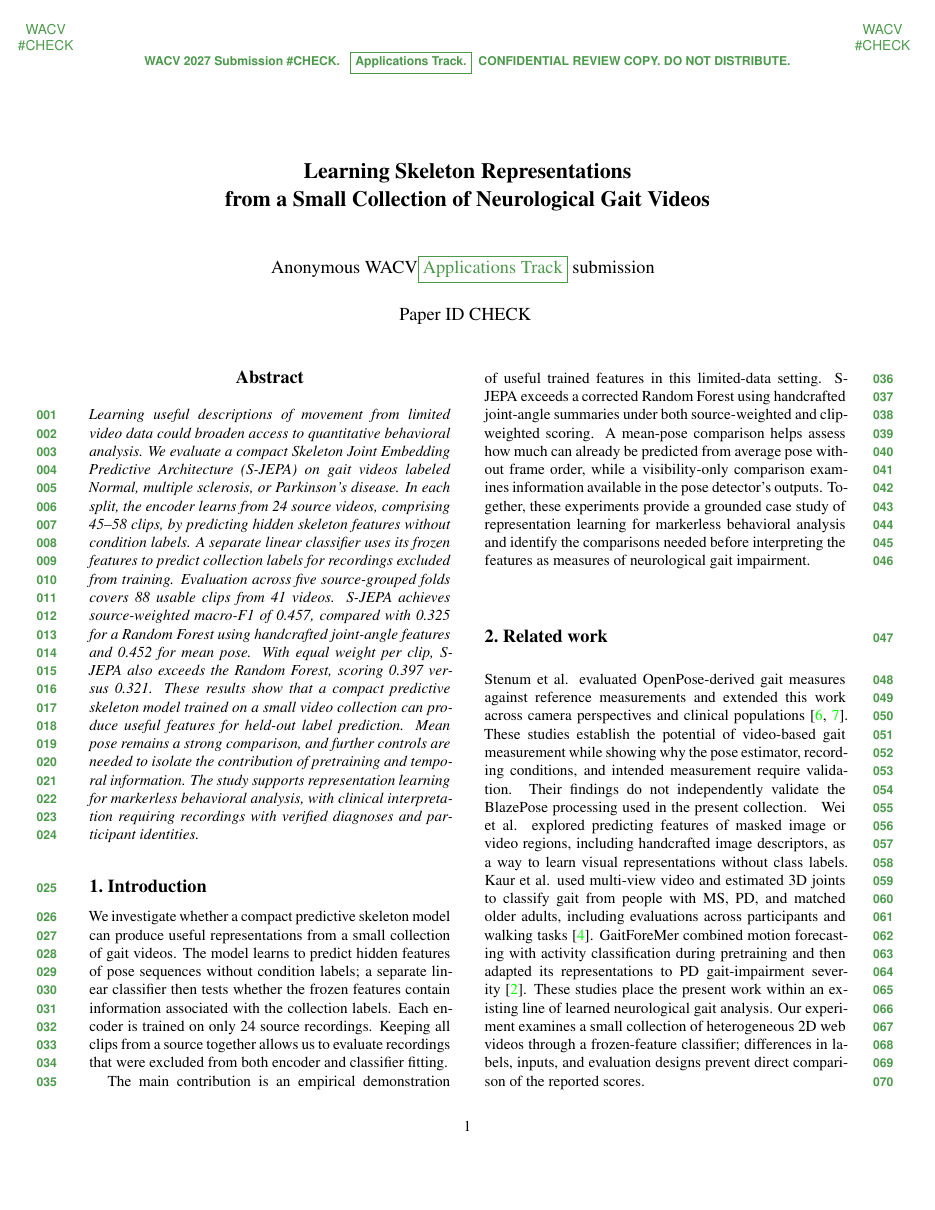 WACV
#CHECK
WACV
#CHECK
WACV 2027 Submission #CHECK. Applications Track. CONFIDENTIAL REVIEW COPY. DO NOT DISTRIBUTE.
Learning Skeleton Representations
from a Small Collection of Neurological Gait Videos
Anonymous WACV Applications Track submission
Paper ID CHECK
Abstract
001 Learning useful descriptions of movement from limited
002 video data could broaden access to quantitative behavioral
003 analysis. We evaluate a compact Skeleton Joint Embedding
004 Predictive Architecture (S-JEPA) on gait videos labeled
005 Normal, multiple sclerosis, or Parkinson's disease. In each
006 split, the encoder learns from 24 source videos, comprising
007 45–58 clips, by predicting hidden skeleton features without
008 condition labels. A separate linear classifier uses its frozen
009 features to predict collection labels for recordings excluded
010 from training. Evaluation across five source-grouped folds
011 covers 88 usable clips from 41 videos. S-JEPA achieves
012 source-weighted macro-F1 of 0.457, compared with 0.325
013 for a Random Forest using handcrafted joint-angle features
014 and 0.452 for mean pose. With equal weight per clip, S-
015 JEPA also exceeds the Random Forest, scoring 0.397 ver-
016 sus 0.321. These results show that a compact predictive
017 skeleton model trained on a small video collection can pro-
018 duce useful features for held-out label prediction. Mean
019 pose remains a strong comparison, and further controls are
020 needed to isolate the contribution of pretraining and tempo-
021 ral information. The study supports representation learning
022 for markerless behavioral analysis, with clinical interpreta-
023 tion requiring recordings with verified diagnoses and par-
024 ticipant identities.
025 1. Introduction
026 We investigate whether a compact predictive skeleton model
027 can produce useful representations from a small collection
028 of gait videos. The model learns to predict hidden features
029 of pose sequences without condition labels; a separate lin-
030 ear classifier then tests whether the frozen features contain
031 information associated with the collection labels. Each en-
032 coder is trained on only 24 source recordings. Keeping all
033 clips from a source together allows us to evaluate recordings
034 that were excluded from both encoder and classifier fitting.
035 The main contribution is an empirical demonstration
of useful trained features in this limited-data setting. S- 036
JEPA exceeds a corrected Random Forest using handcrafted 037
joint-angle summaries under both source-weighted and clip- 038
weighted scoring. A mean-pose comparison helps assess 039
how much can already be predicted from average pose with- 040
out frame order, while a visibility-only comparison exam- 041
ines information available in the pose detector's outputs. To- 042
gether, these experiments provide a grounded case study of 043
representation learning for markerless behavioral analysis 044
and identify the comparisons needed before interpreting the 045
features as measures of neurological gait impairment. 046
2. Related work 047
Stenum et al. evaluated OpenPose-derived gait measures 048
against reference measurements and extended this work 049
across camera perspectives and clinical populations [6, 7]. 050
These studies establish the potential of video-based gait 051
measurement while showing why the pose estimator, record- 052
ing conditions, and intended measurement require valida- 053
tion. Their findings do not independently validate the 054
BlazePose processing used in the present collection. Wei 055
et al. explored predicting features of masked image or 056
video regions, including handcrafted image descriptors, as 057
a way to learn visual representations without class labels. 058
Kaur et al. used multi-view video and estimated 3D joints 059
to classify gait from people with MS, PD, and matched 060
older adults, including evaluations across participants and 061
walking tasks [4]. GaitForeMer combined motion forecast- 062
ing with activity classification during pretraining and then 063
adapted its representations to PD gait-impairment sever- 064
ity [2]. These studies place the present work within an ex- 065
isting line of learned neurological gait analysis. Our experi- 066
ment examines a small collection of heterogeneous 2D web 067
videos through a frozen-feature classifier; differences in la- 068
bels, inputs, and evaluation designs prevent direct compari- 069
son of the reported scores. 070
1